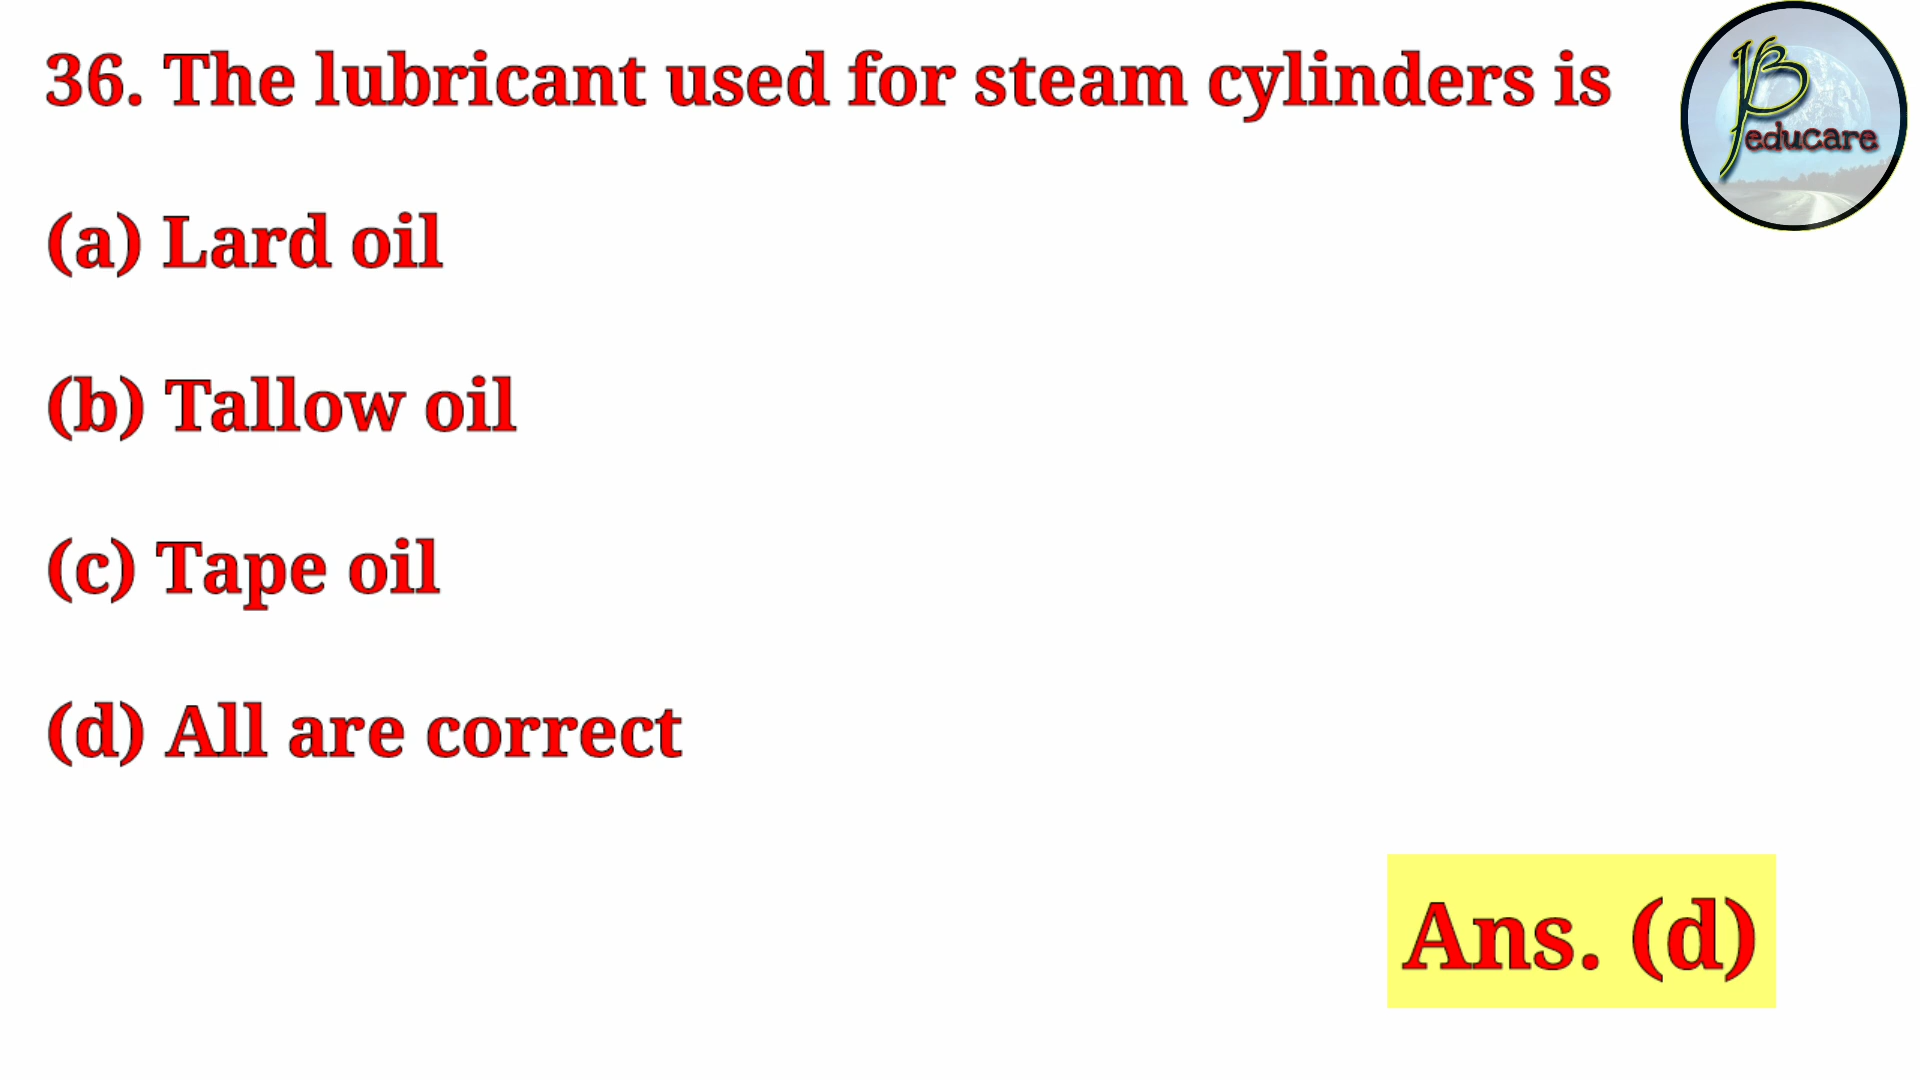 36. The lubricant used for steam cylinders is
(a) Lard oil
(b) Tallow oil
(c) Tape oil
(d) All are correct
Ans. (d)
educare